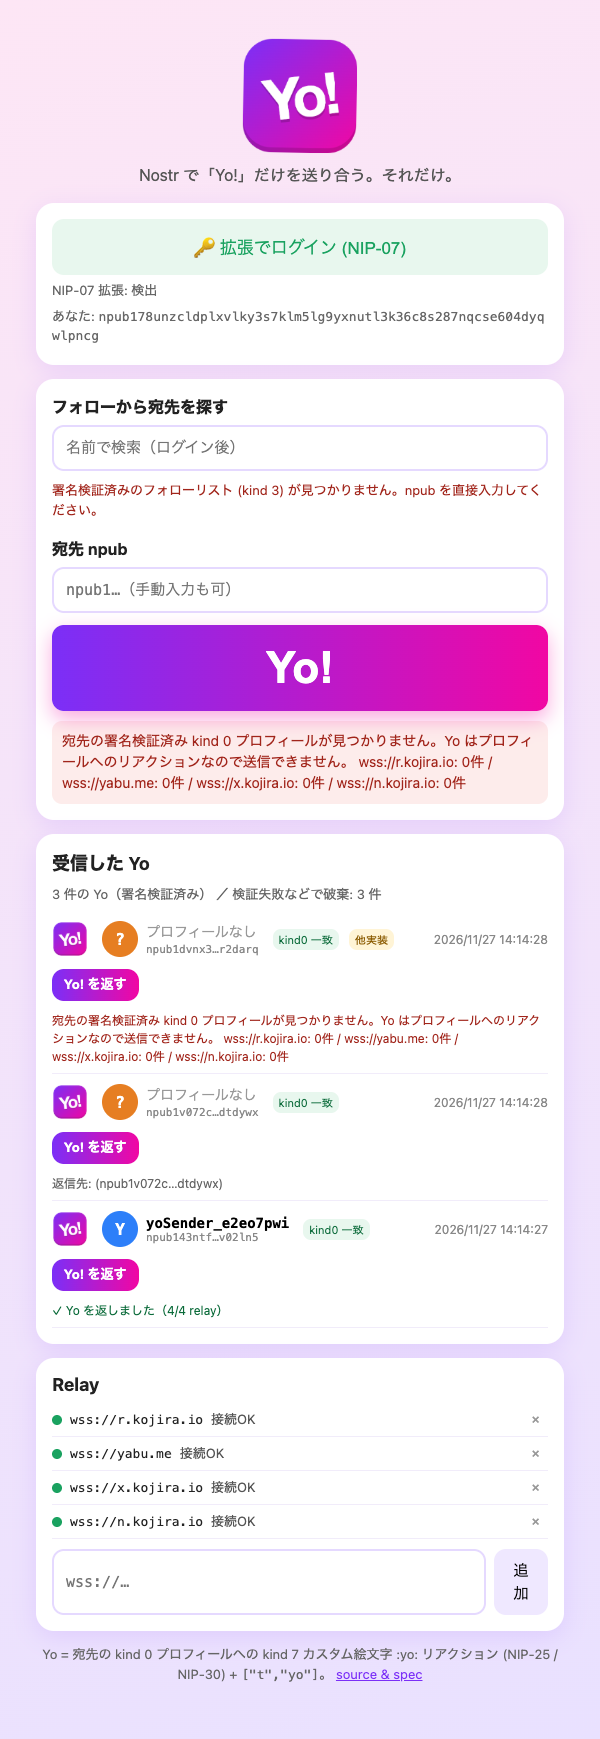 Yo!
Nostr で「Yo!」だけを送り合う。それだけ。
🔑 拡張でログイン (NIP-07)
NIP-07 拡張: 検出
あなた: npub178unzcldplxvlky3s7klm5lg9yxnutl3k36c8s287nqcse604dyq
wlpncg
フォローから宛先を探す
名前で検索（ログイン後）
署名検証済みのフォローリスト (kind 3) が見つかりません。npub を直接入力してく
ださい。
宛先 npub
npub1…（手動入力も可）
Yo!
宛先の署名検証済み kind 0 プロフィールが見つかりません。Yo はプロフィ
ールへのリアクションなので送信できません。 wss://r.kojira.io: 0件 /
wss://yabu.me: 0件 / wss://x.kojira.io: 0件 / wss://n.kojira.io: 0件
受信した Yo
3 件の Yo（署名検証済み） ／ 検証失敗などで破棄: 3 件
Yo! ? プロフィールなし kind0 一致 他実装 2026/11/27 14:14:28
npub1dvnx3…r2darq
Yo! を返す
宛先の署名検証済み kind 0 プロフィールが見つかりません。Yo はプロフィールへのリアク
ションなので送信できません。 wss://r.kojira.io: 0件 / wss://yabu.me: 0件 /
wss://x.kojira.io: 0件 / wss://n.kojira.io: 0件
Yo! ? プロフィールなし kind0 一致 2026/11/27 14:14:28
npub1v072c…dtdywx
Yo! を返す
返信先: (npub1v072c…dtdywx)
Yo! Y yoSender_e2eo7pwi kind0 一致 2026/11/27 14:14:27
npub143ntf…v02ln5
Yo! を返す
✓ Yo を返しました（4/4 relay）
Relay
wss://r.kojira.io 接続OK ×
wss://yabu.me 接続OK ×
wss://x.kojira.io 接続OK ×
wss://n.kojira.io 接続OK ×
wss://…
追
加
Yo = 宛先の kind 0 プロフィールへの kind 7 カスタム絵文字 :yo: リアクション (NIP-25 /
NIP-30) + ["t","yo"]。 source & spec